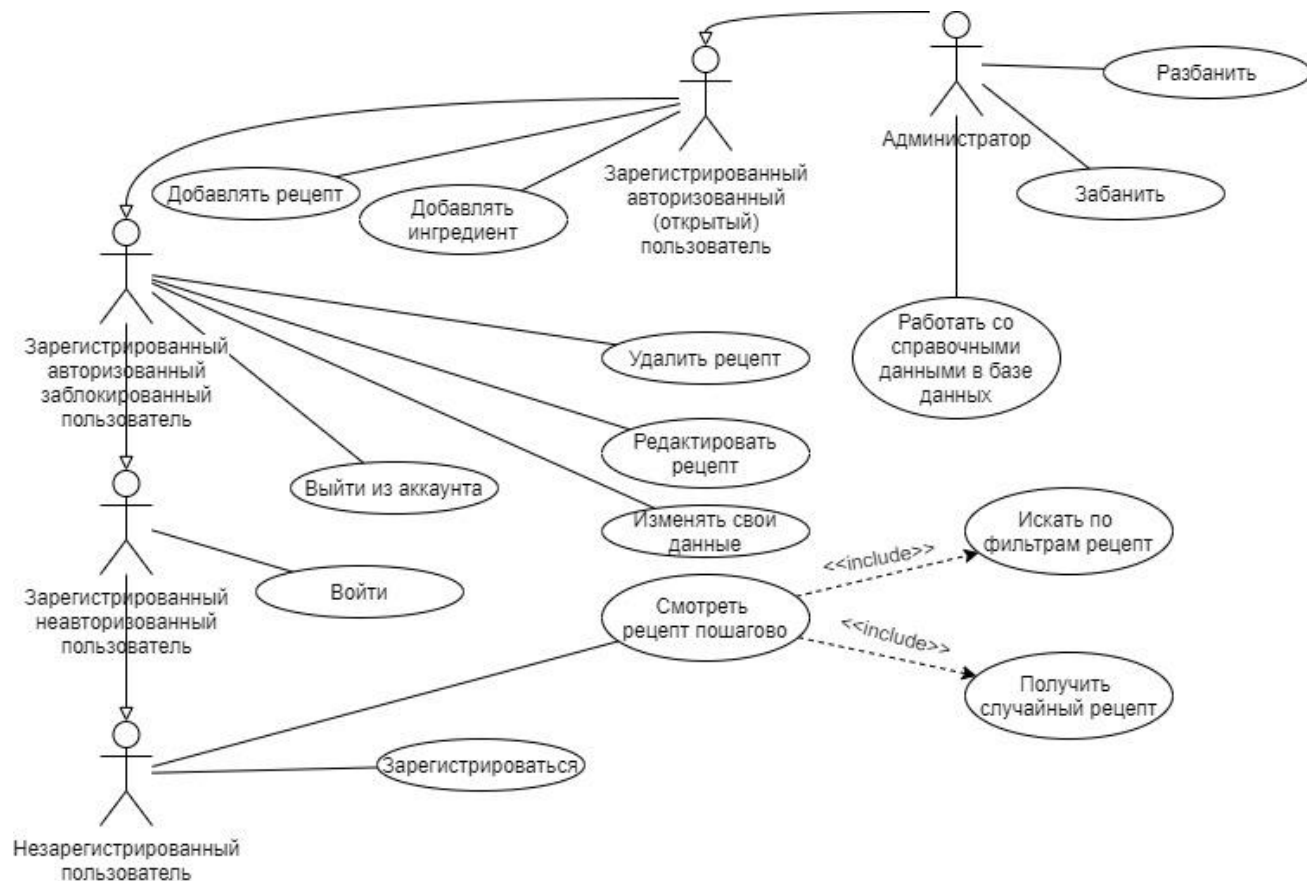 Разбанить
Администратор
Забанить
Зарегистрированный
авторизованный
(открытый)
пользователь
Добавлять рецепт
Добавлять
ингредиент
Работать со
справочными
данными в базе
данных
Зарегистрированный
авторизованный
заблокированный
пользователь
Удалить рецепт
Редактировать
рецепт
Выйти из аккаунта
Изменять свои
данные
Искать по
фильтрам рецепт
<<include>>
Войти
Зарегистрированный
неавторизованный
пользователь
Смотреть
рецепт пошагово
<<include>>
Получить
случайный рецепт
Зарегистрироваться
Незарегистрированный
пользователь